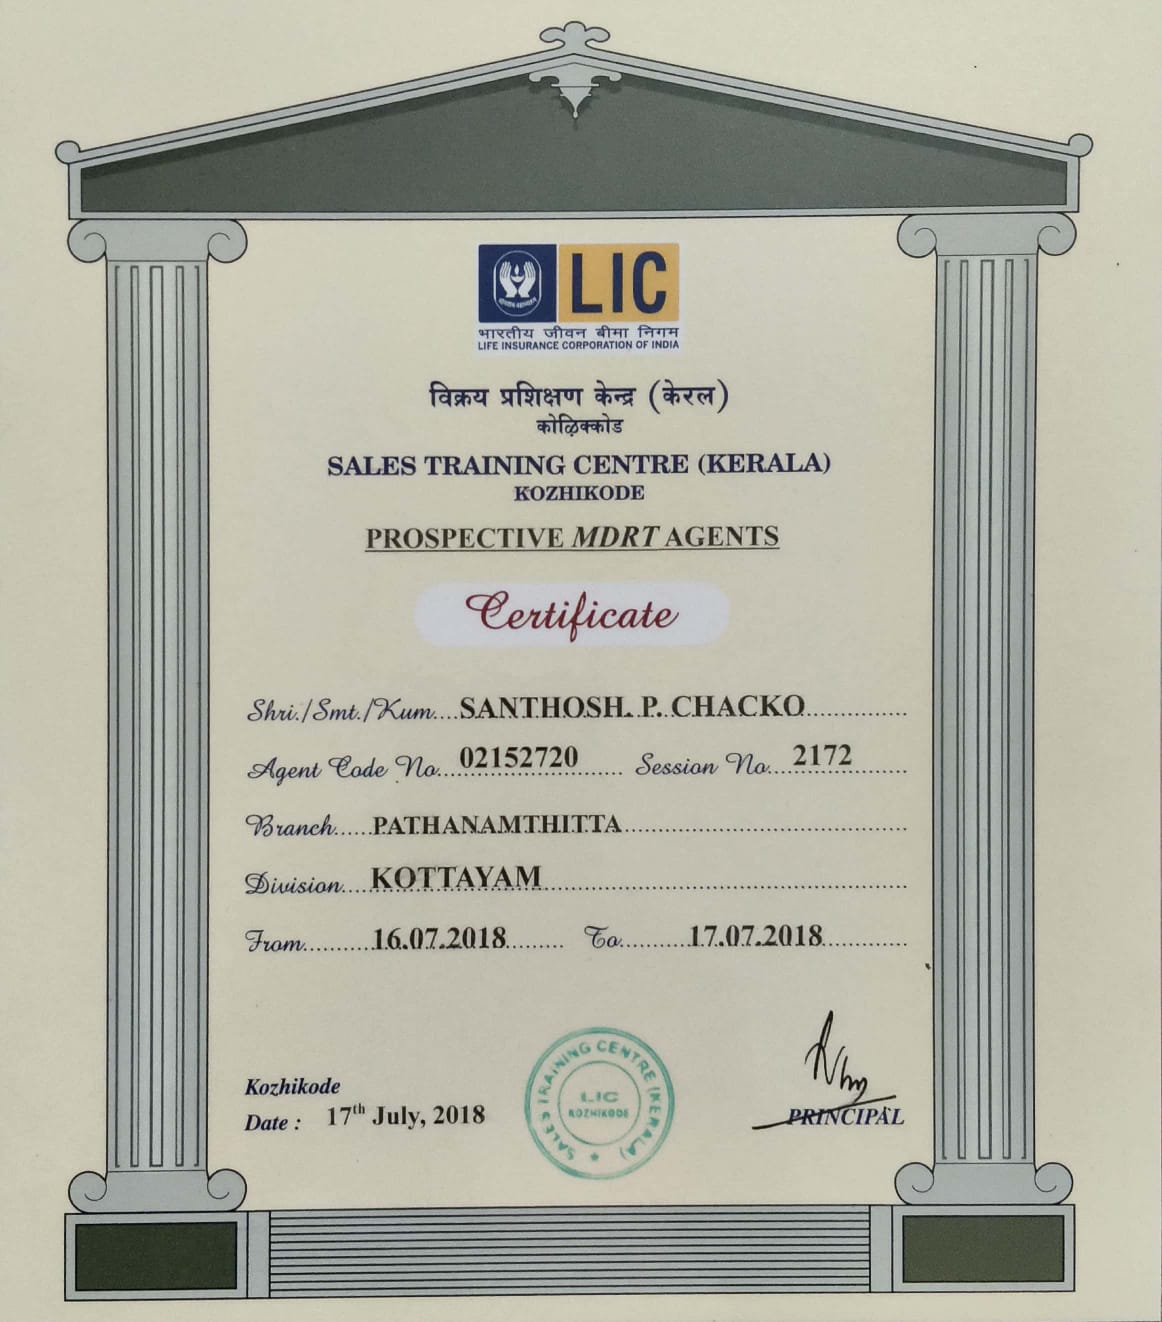 LIC
भारतीय जीवन बीमा निगम
LIFE INSURANCE CORPORATION OF INDIA
विक्रय प्रशिक्षण केन्द्र (केरल)
कोळिक्कोड
SALES TRAINING CENTRE (KERALA)
KOZHIKODE
PROSPECTIVE MDRT AGENTS
Certificate
Shri./Smt./Kum....SANTHOSH. P. CHACKO
Agent Code No...02152720 Session No...2172
Branch.....PATHANAMTHITTA
Division....KOTTAYAM
From..........16.07.2018 To..........17.07.2018
Kozhikode
Date : 17th July, 2018
SALES TRAINING CENTRE (KERALA)
LIC
KOZHIKODE
PRINCIPAL